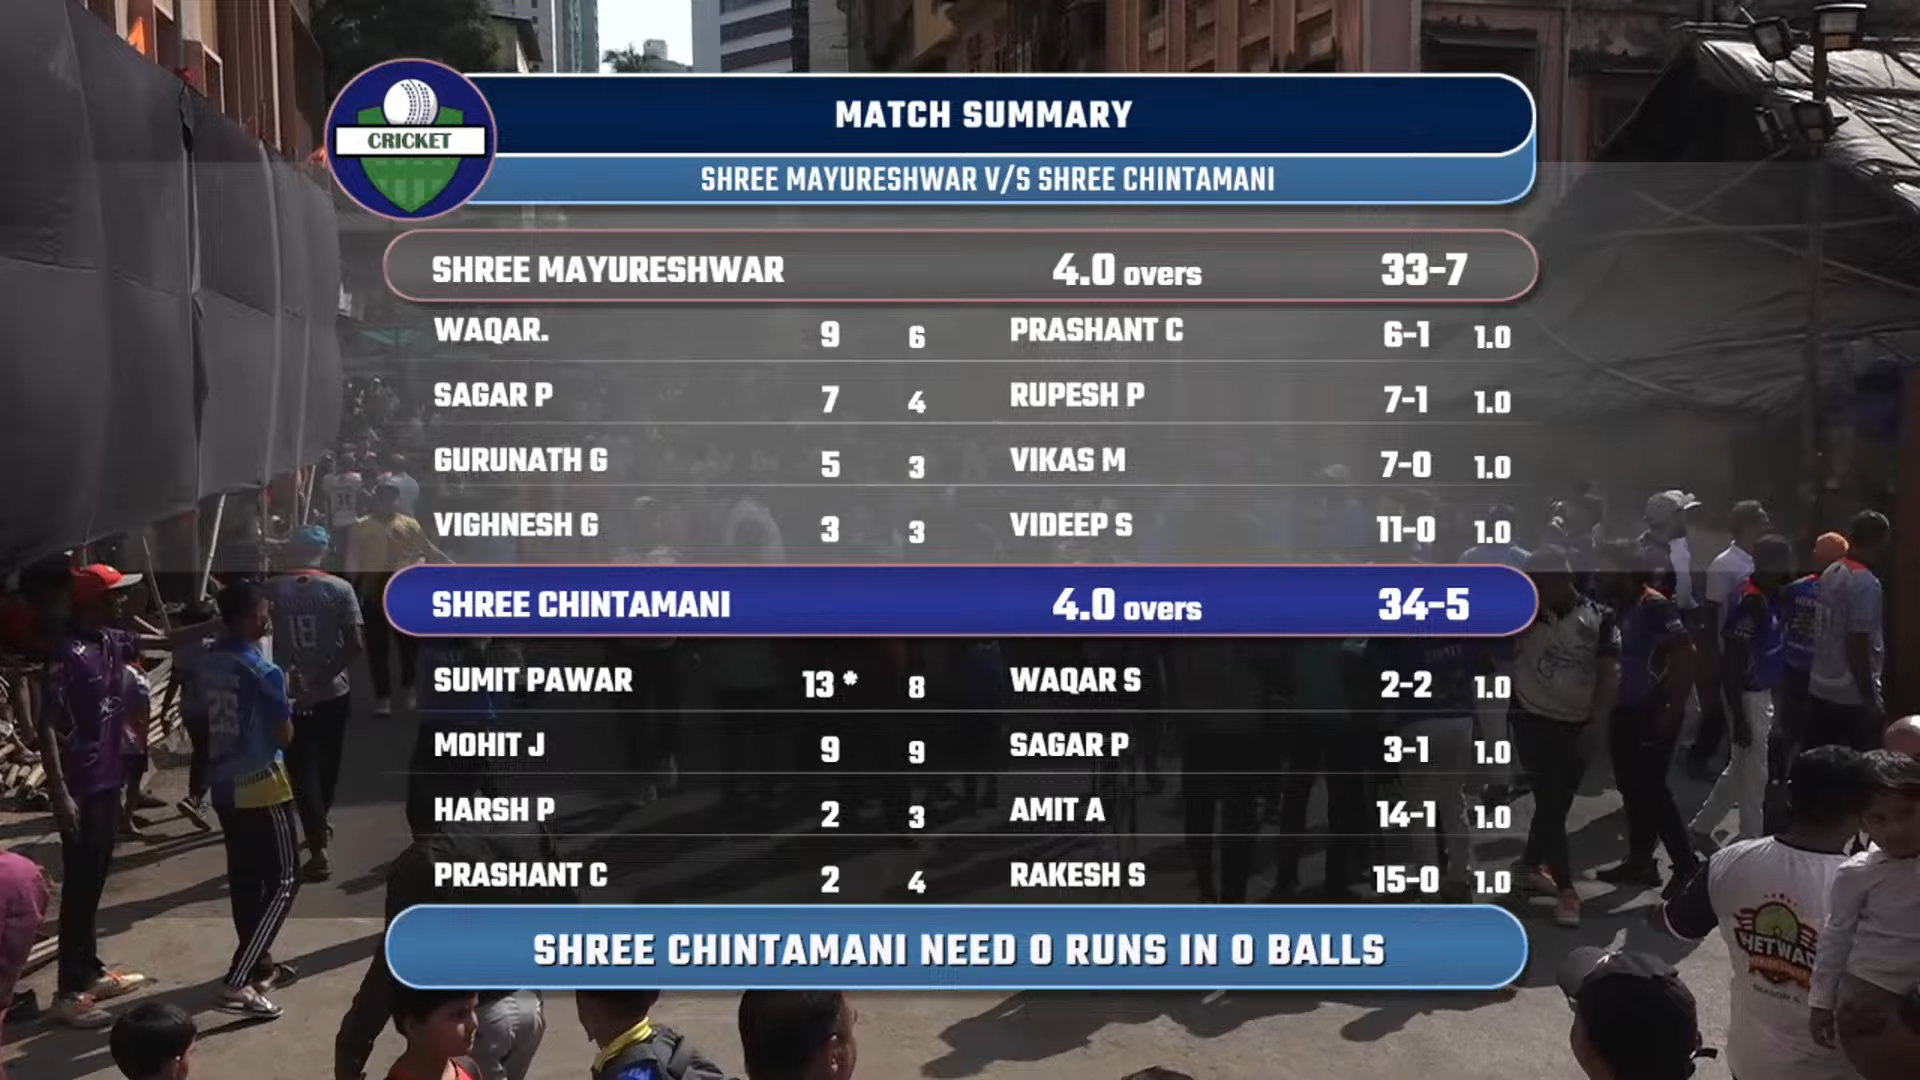 CRICKET
MATCH SUMMARY
SHREE MAYURESHWAR V/S SHREE CHINTAMANI
SHREE MAYURESHWAR 4.0 overs 33-7
WAQAR. 9 6 PRASHANT C 6-1 1.0
SAGAR P 7 4 RUPESH P 7-1 1.0
GURUNATH G 5 3 VIKAS M 7-0 1.0
VIGHNESH G 3 3 VIDEEP S 11-0 1.0
SHREE CHINTAMANI 4.0 overs 34-5
SUMIT PAWAR 13 * 8 WAQAR S 2-2 1.0
MOHIT J 9 9 SAGAR P 3-1 1.0
HARSH P 2 3 AMIT A 14-1 1.0
PRASHANT C 2 4 RAKESH S 15-0 1.0
SHREE CHINTAMANI NEED 0 RUNS IN 0 BALLS
18
25